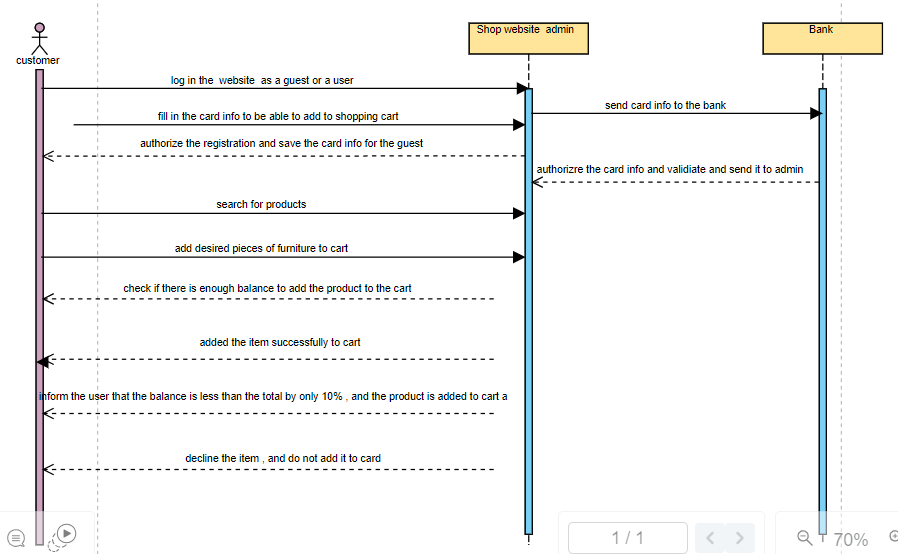 Shop website admin
Bank
customer
log in the website as a guest or a user
send card info to the bank
fill in the card info to be able to add to shopping cart
authorize the registration and save the card info for the guest
authorizre the card info and validiate and send it to admin
search for products
add desired pieces of furniture to cart
check if there is enough balance to add the product to the cart
added the item successfully to cart
inform the user that the balance is less than the total by only 10% , and the product is added to cart a
decline the item , and do not add it to card
1 / 1
70%